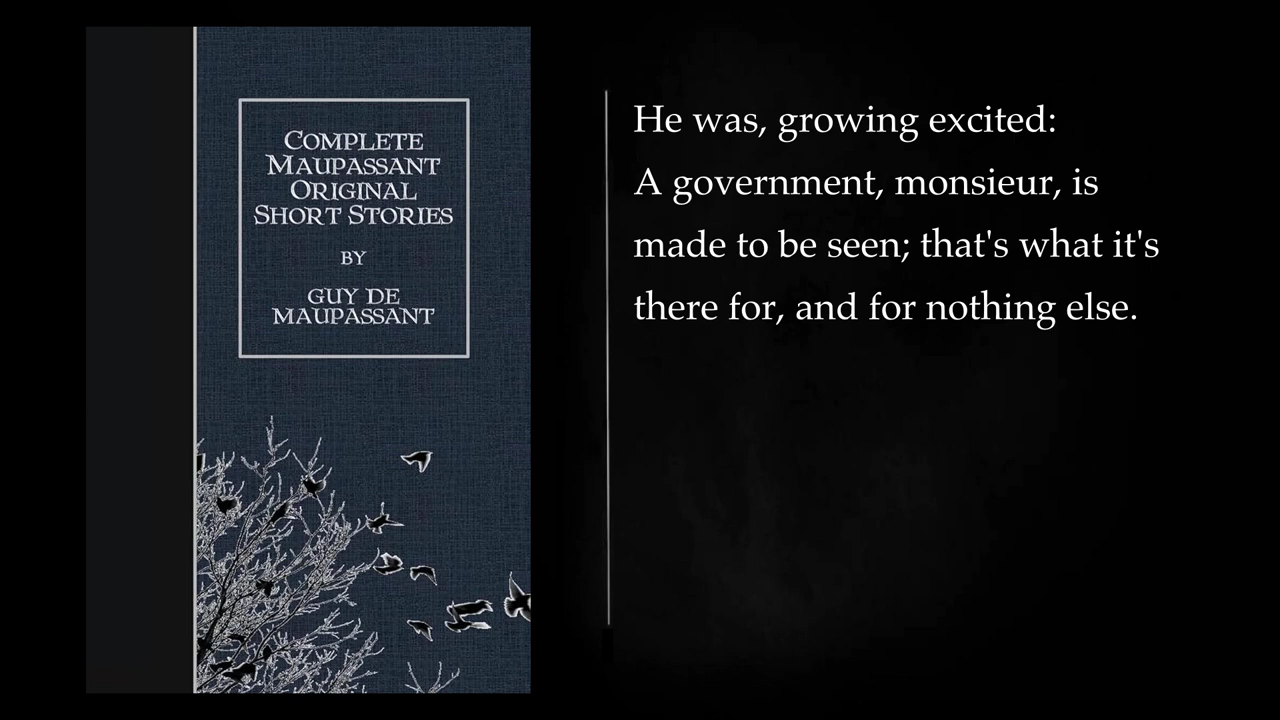 COMPLETE
MAUPASSANT
ORIGINAL
SHORT STORIES
BY
GUY DE
MAUPASSANT
He was, growing excited:
A government, monsieur, is
made to be seen; that's what it's
there for, and for nothing else.